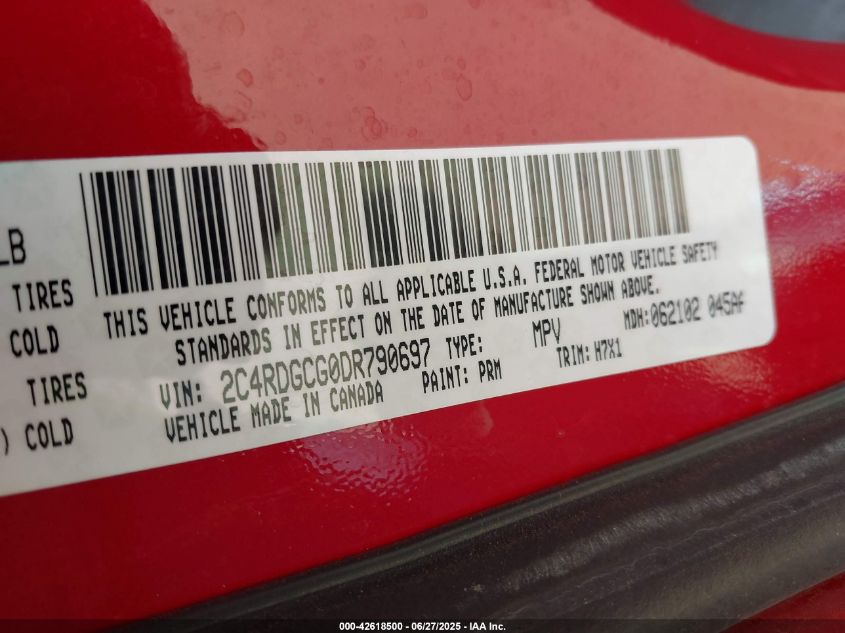 LB
TIRES
COLD
TIRES
) COLD
THIS VEHICLE CONFORMS TO ALL APPLICABLE U.S.A. FEDERAL MOTOR VEHICLE SAFETY
STANDARDS IN EFFECT ON THE DATE OF MANUFACTURE SHOWN ABOVE.
VIN: 2C4RDGCG0DR790697 TYPE: MPV MDH:062102 045AF
VEHICLE MADE IN CANADA PAINT: PRM TRIM: H7X1
000-42618500 / 06/27/2025 - IAA Inc.